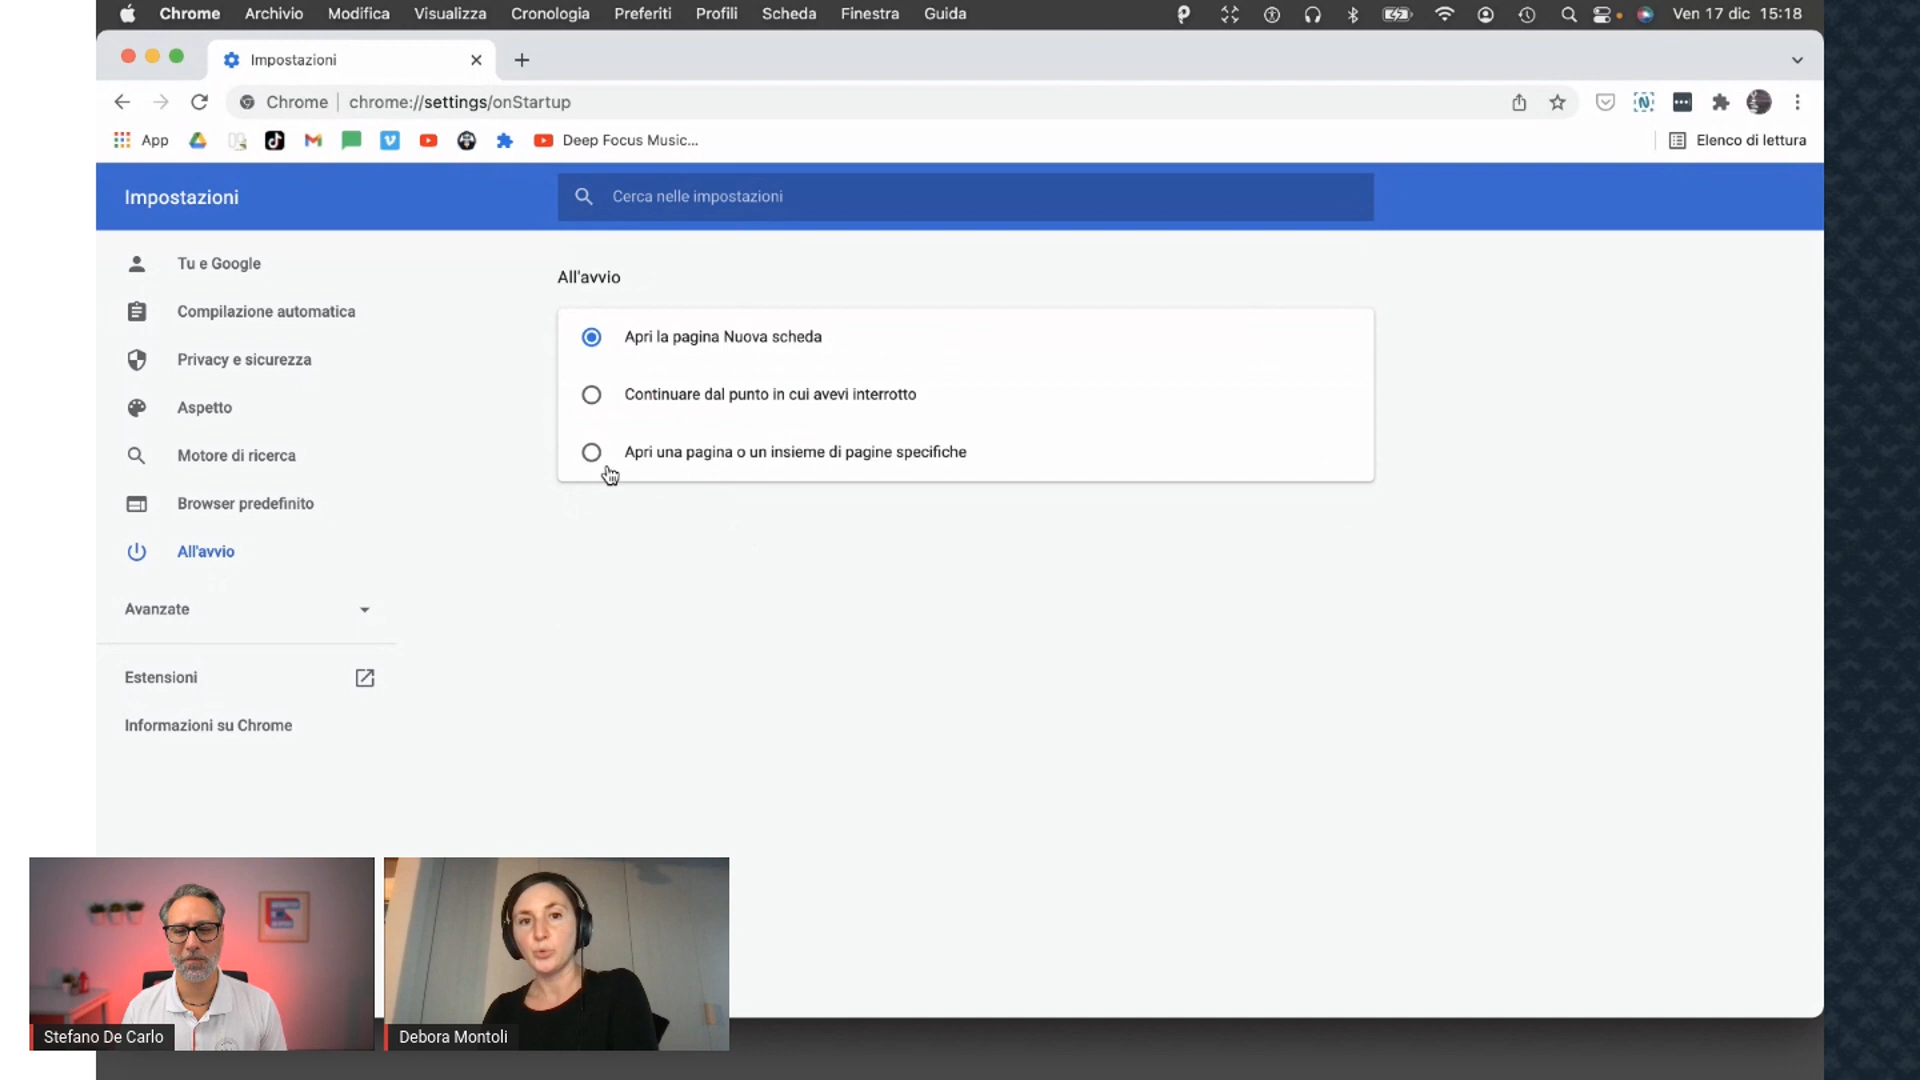 Chrome Archivio Modifica Visualizza Cronologia Preferiti Profili Scheda Finestra Guida Ven 17 dic 15:18
Impostazioni
Chrome chrome://settings/onStartup
App Deep Focus Music... Elenco di lettura
Impostazioni
Cerca nelle impostazioni
Tu e Google
Compilazione automatica
Privacy e sicurezza
Aspetto
Motore di ricerca
Browser predefinito
All'avvio
Avanzate
Estensioni
Informazioni su Chrome
All'avvio
Apri la pagina Nuova scheda
Continuare dal punto in cui avevi interrotto
Apri una pagina o un insieme di pagine specifiche
Stefano De Carlo
Debora Montoli